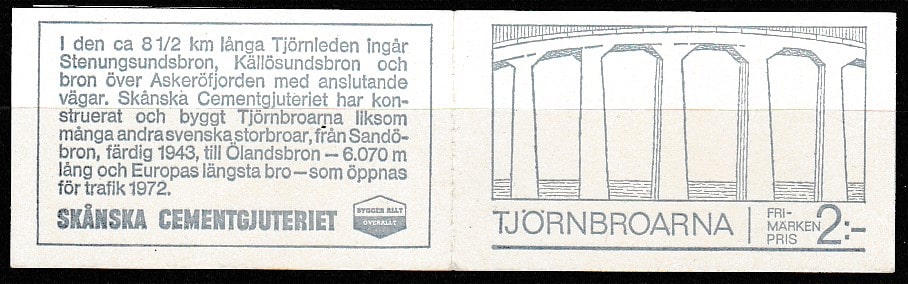 I den ca 8 1/2 km långa Tjörnleden ingår
Stenungsundsbron, Källösundsbron och
bron över Askeröfjorden med anslutande
vägar. Skånska Cementgjuteriet har kon-
struerat och byggt Tjörnbroarna liksom
många andra svenska storbroar, från Sandö-
bron, färdig 1943, till Ölandsbron – 6.070 m
lång och Europas längsta bro – som öppnas
för trafik 1972.
SKÅNSKA CEMENTGJUTERIET
BYGGER ALLT
ÖVERALLT
TJÖRNBROARNA
FRI-
MÄRKEN
PRIS
2:-